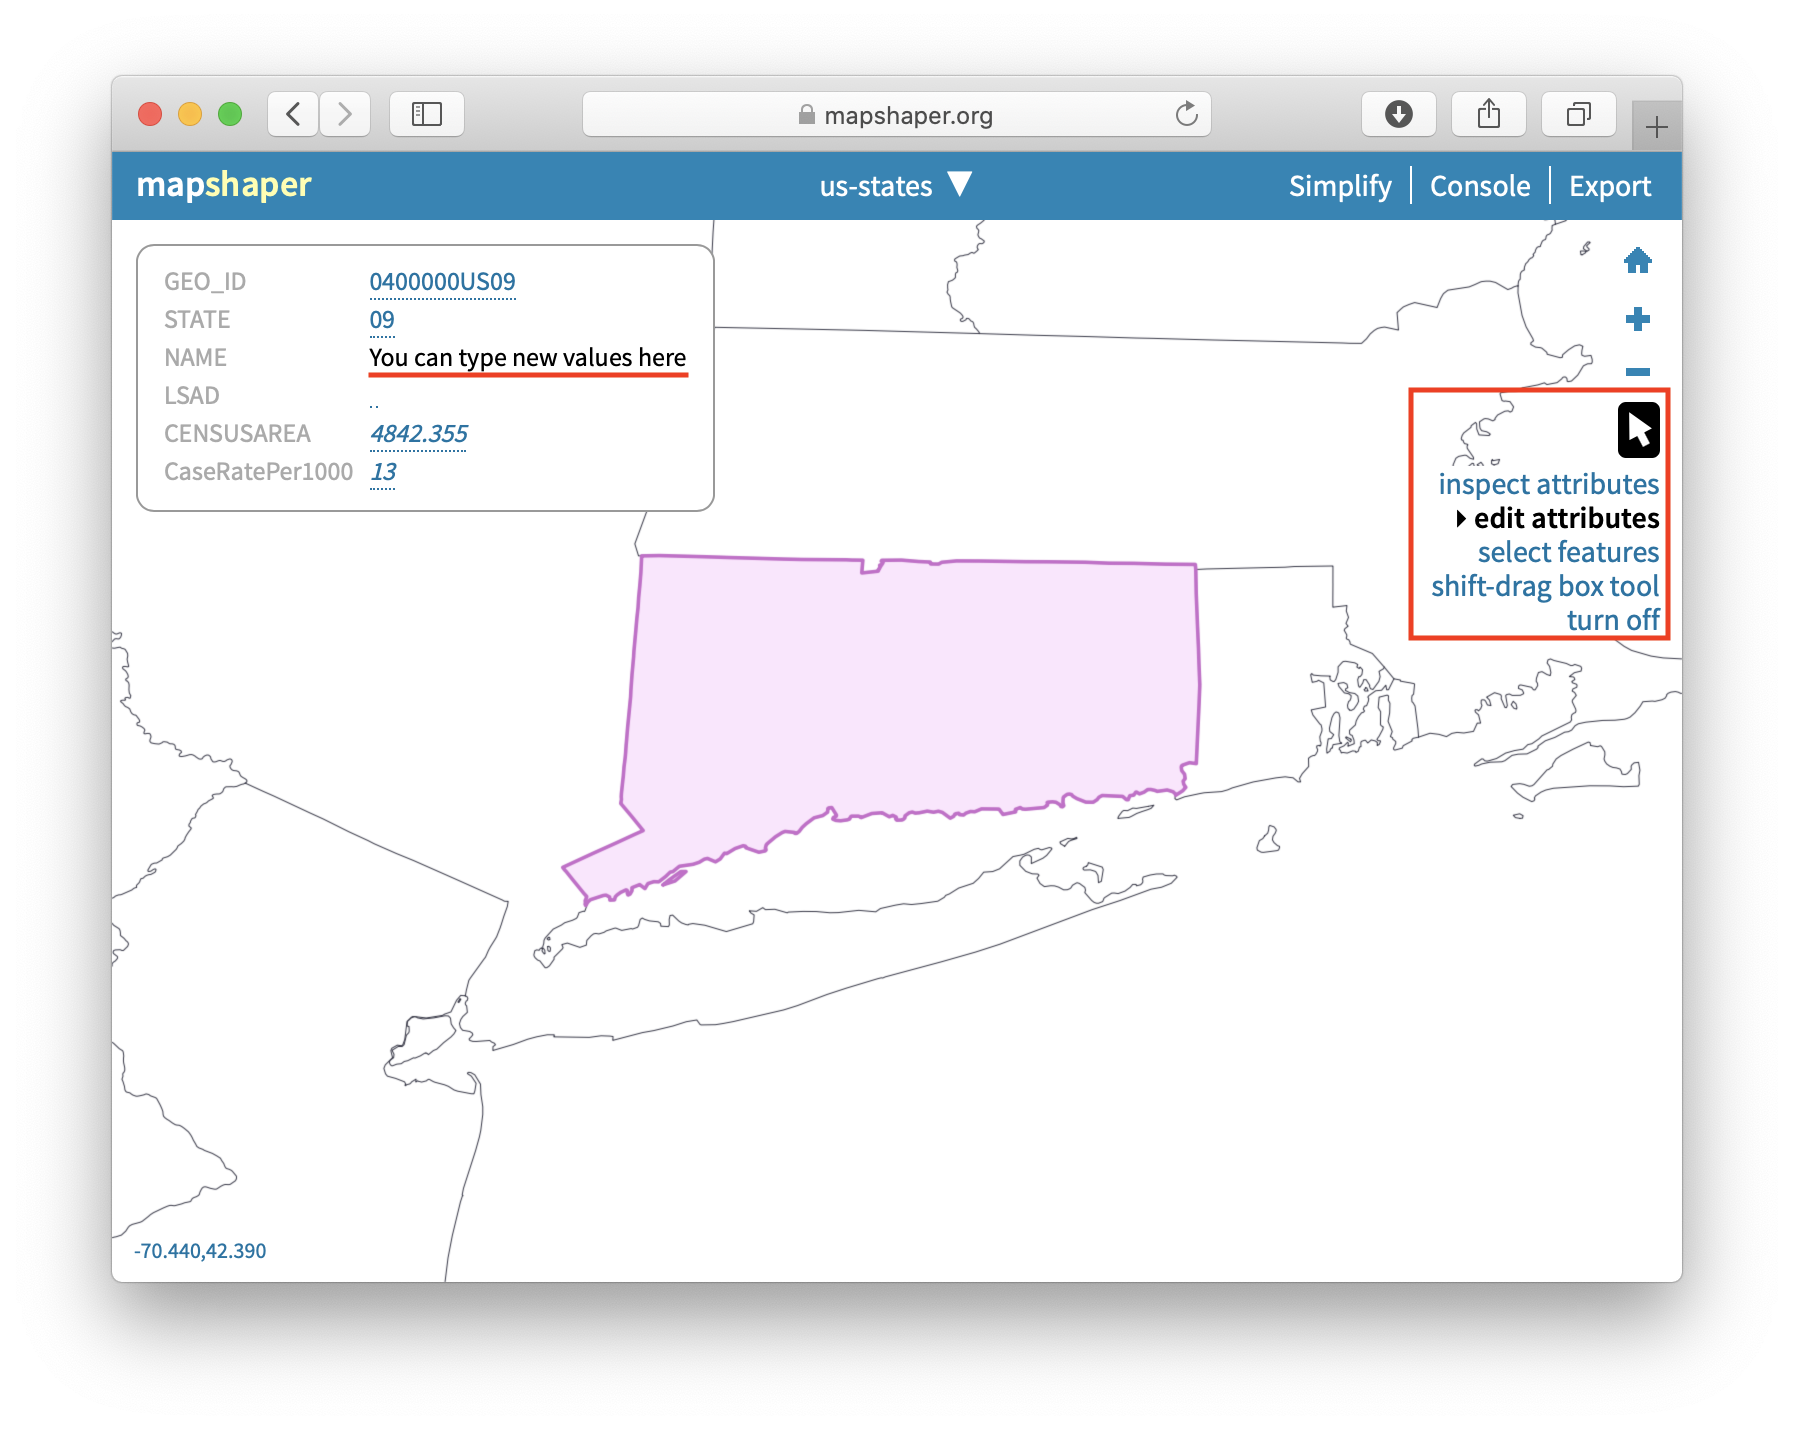 mapshaper.org
mapshaper
us-states
Simplify
Console
Export
GEO_ID 0400000US09
STATE 09
NAME You can type new values here
LSAD ..
CENSUSAREA 4842.355
CaseRatePer1000 13
inspect attributes
edit attributes
select features
shift-drag box tool
turn off
-70.440,42.390